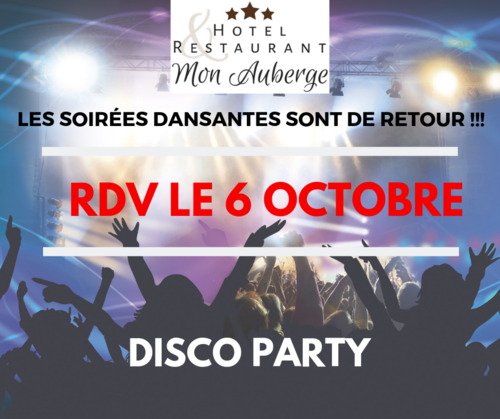 HOTEL
& RESTAURANT
Mon Auberge
LES SOIRÉES DANSANTES SONT DE RETOUR !!!
RDV LE 6 OCTOBRE
DISCO PARTY